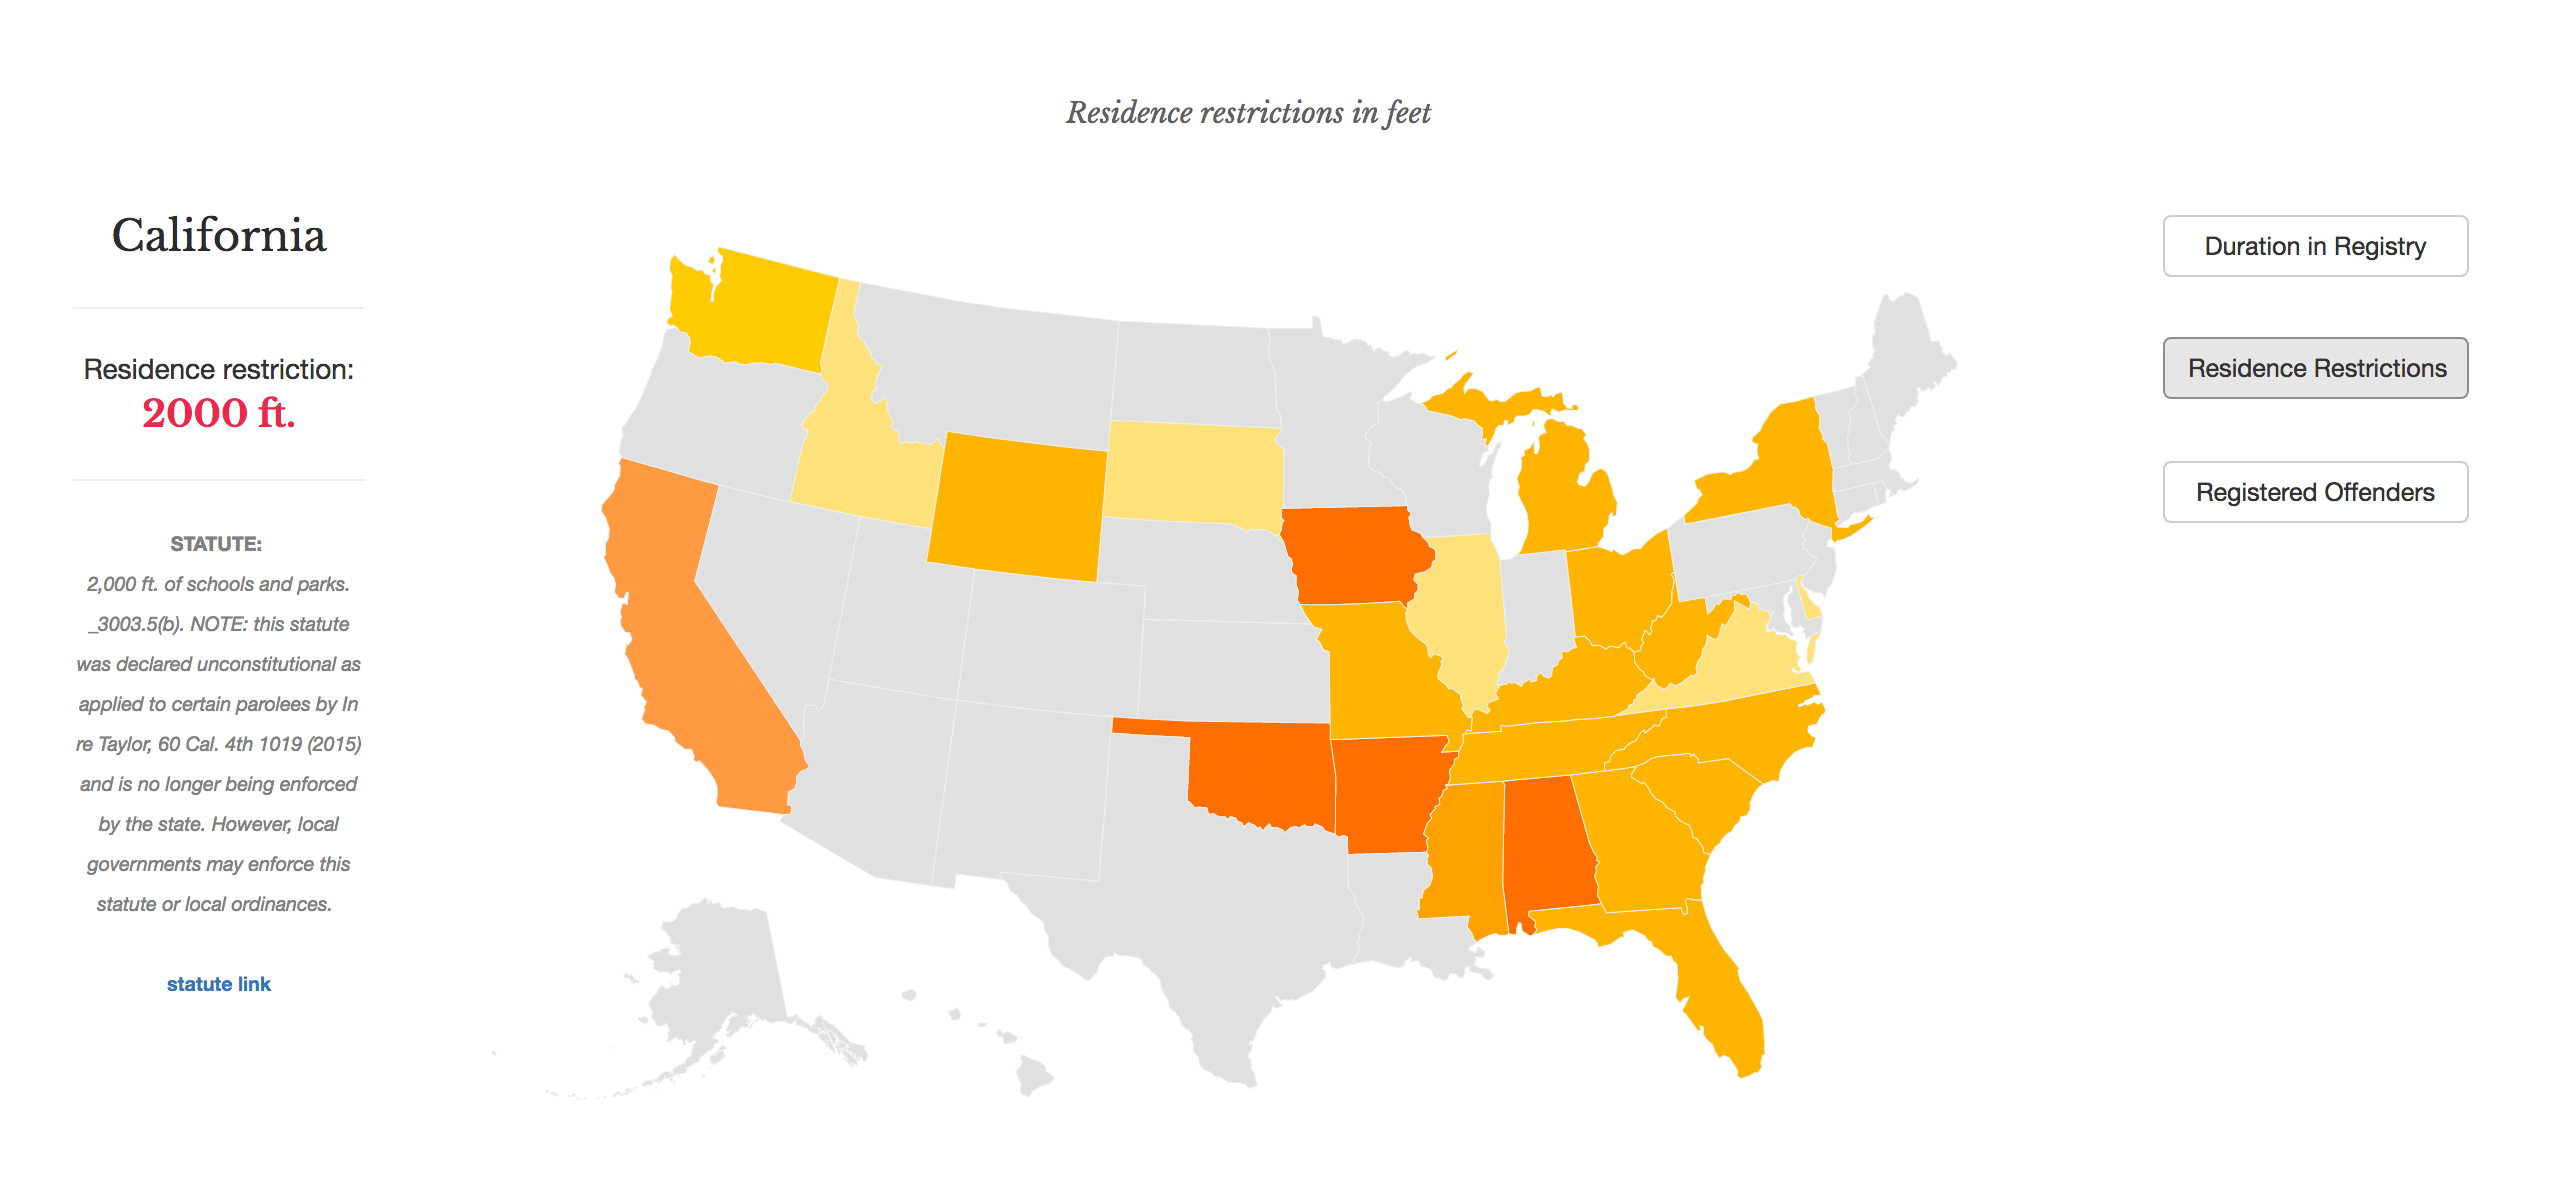 Residence restrictions in feet
California
Residence restriction:
2000 ft.
STATUTE:
2,000 ft. of schools and parks.
_3003.5(b). NOTE: this statute
was declared unconstitutional as
applied to certain parolees by In
re Taylor, 60 Cal. 4th 1019 (2015)
and is no longer being enforced
by the state. However, local
governments may enforce this
statute or local ordinances.
statute link
Duration in Registry
Residence Restrictions
Registered Offenders